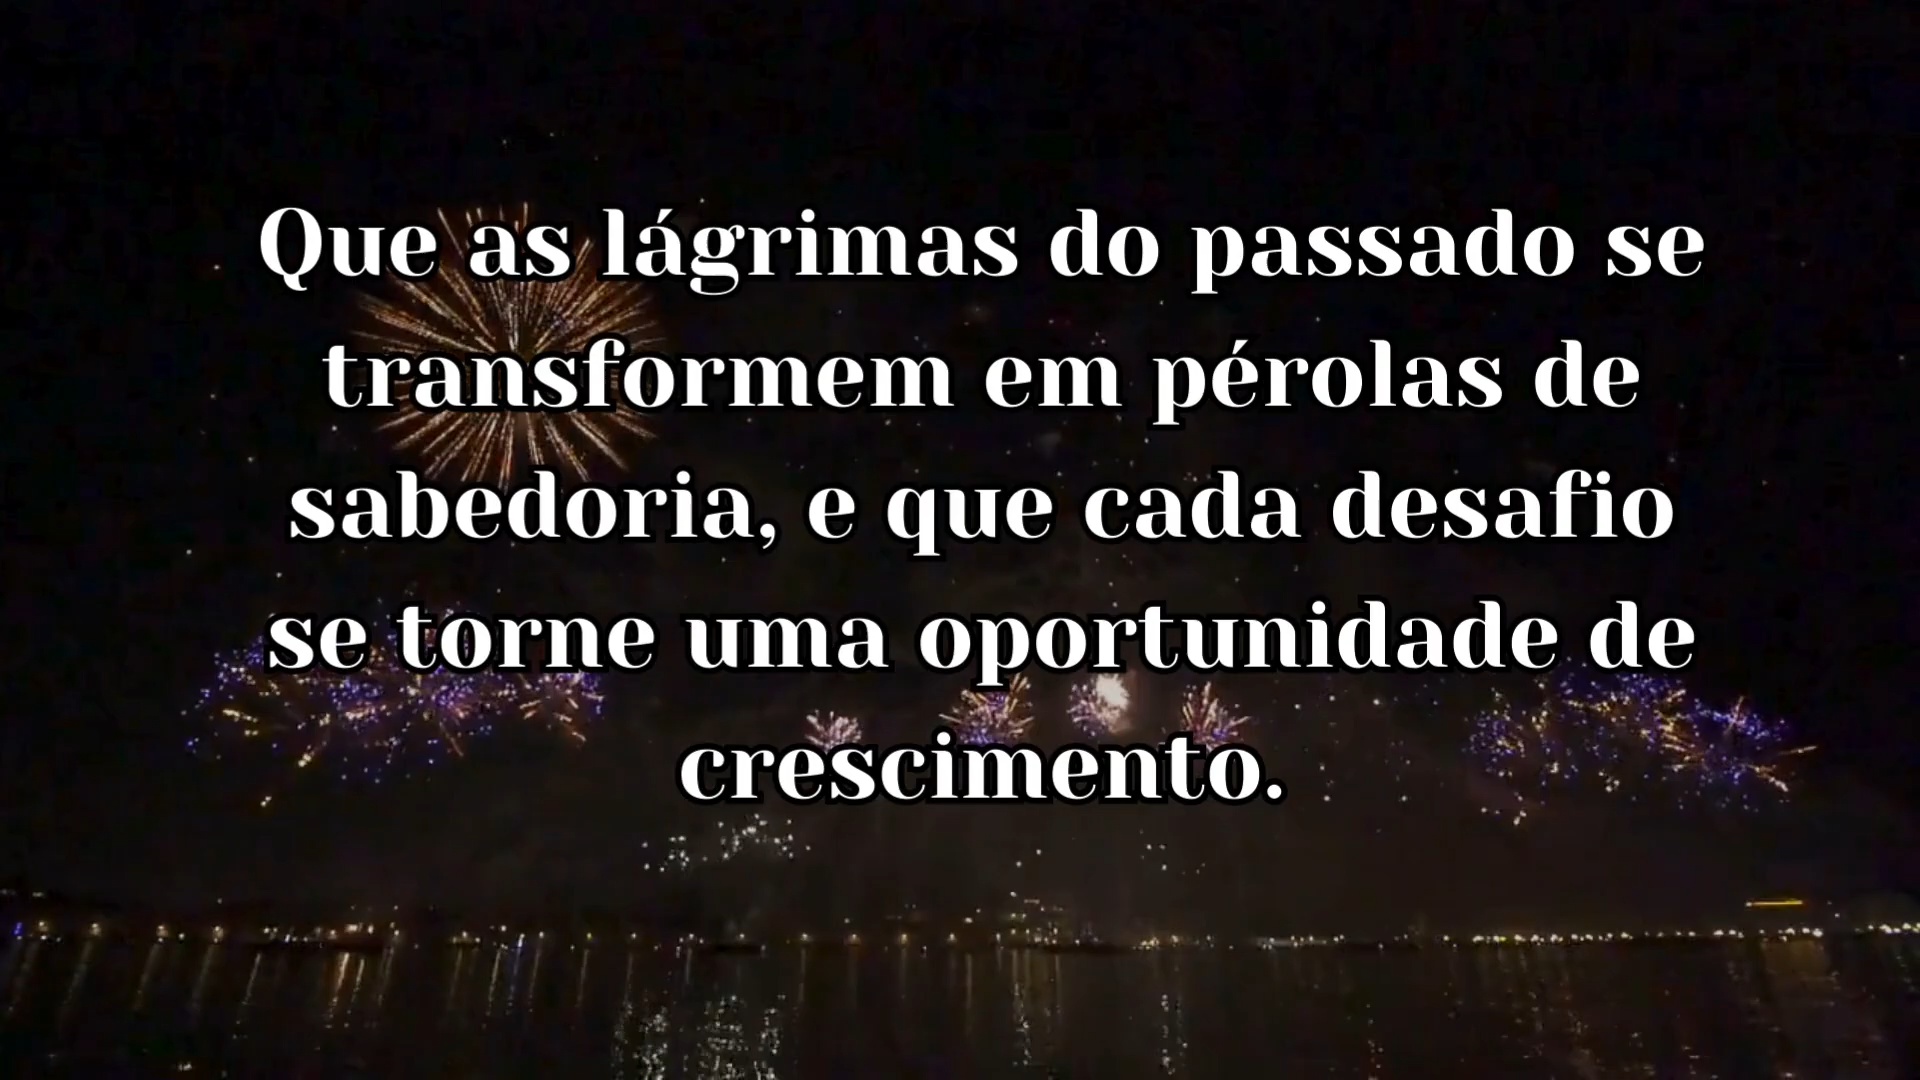 Que as lágrimas do passado se
transformem em pérolas de
sabedoria, e que cada desafio
se torne uma oportunidade de
crescimento.